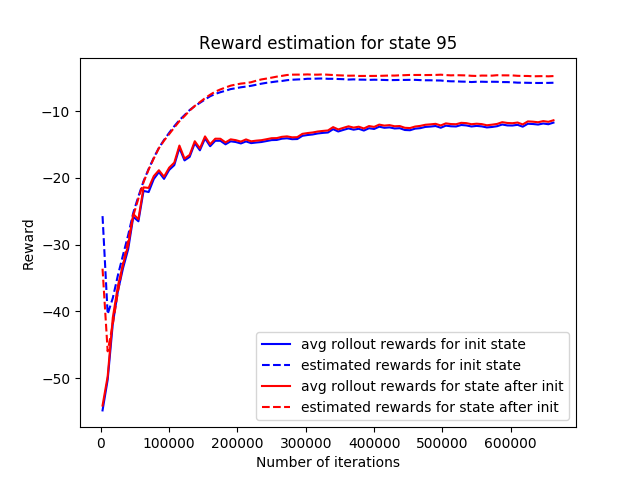 Reward estimation for state 95
Reward
−10
−20
−30
−40
−50
0
100000
200000
300000
400000
500000
600000
Number of iterations
avg rollout rewards for init state
estimated rewards for init state
avg rollout rewards for state after init
estimated rewards for state after init